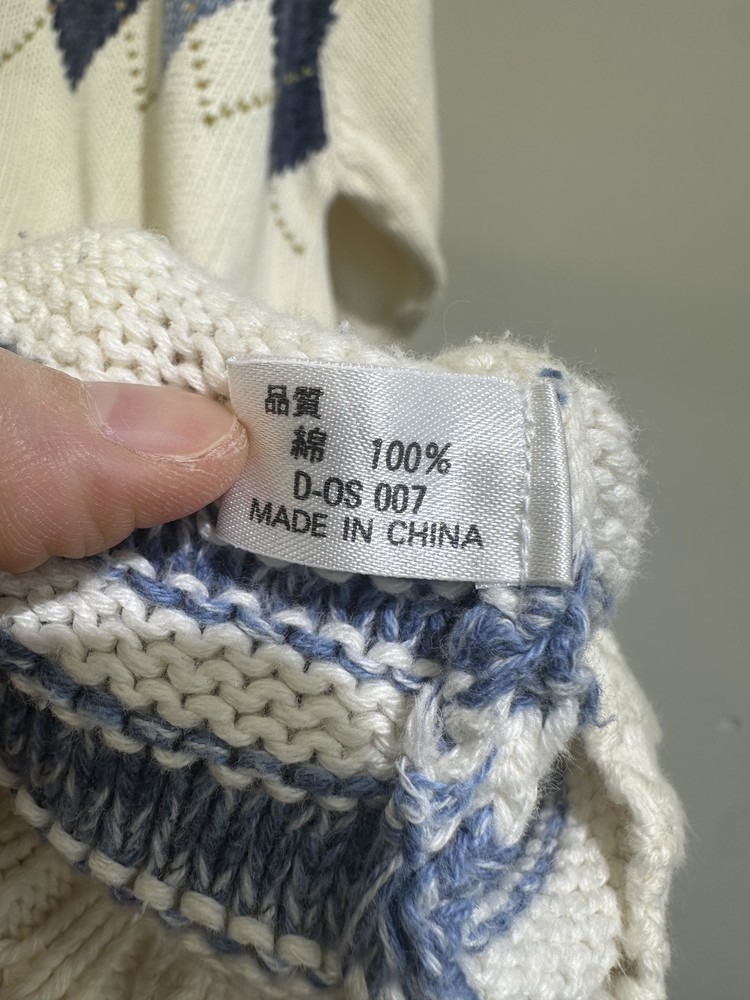 品質
綿 100%
D-OS 007
MADE IN CHINA